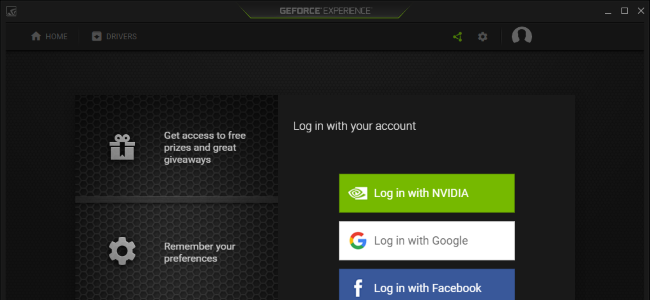 GEFORCE® EXPERIENCE™
HOME
DRIVERS
Log in with your account
Get access to free
prizes and great
giveaways
Log in with NVIDIA
Log in with Google
Remember your
preferences
Log in with Facebook